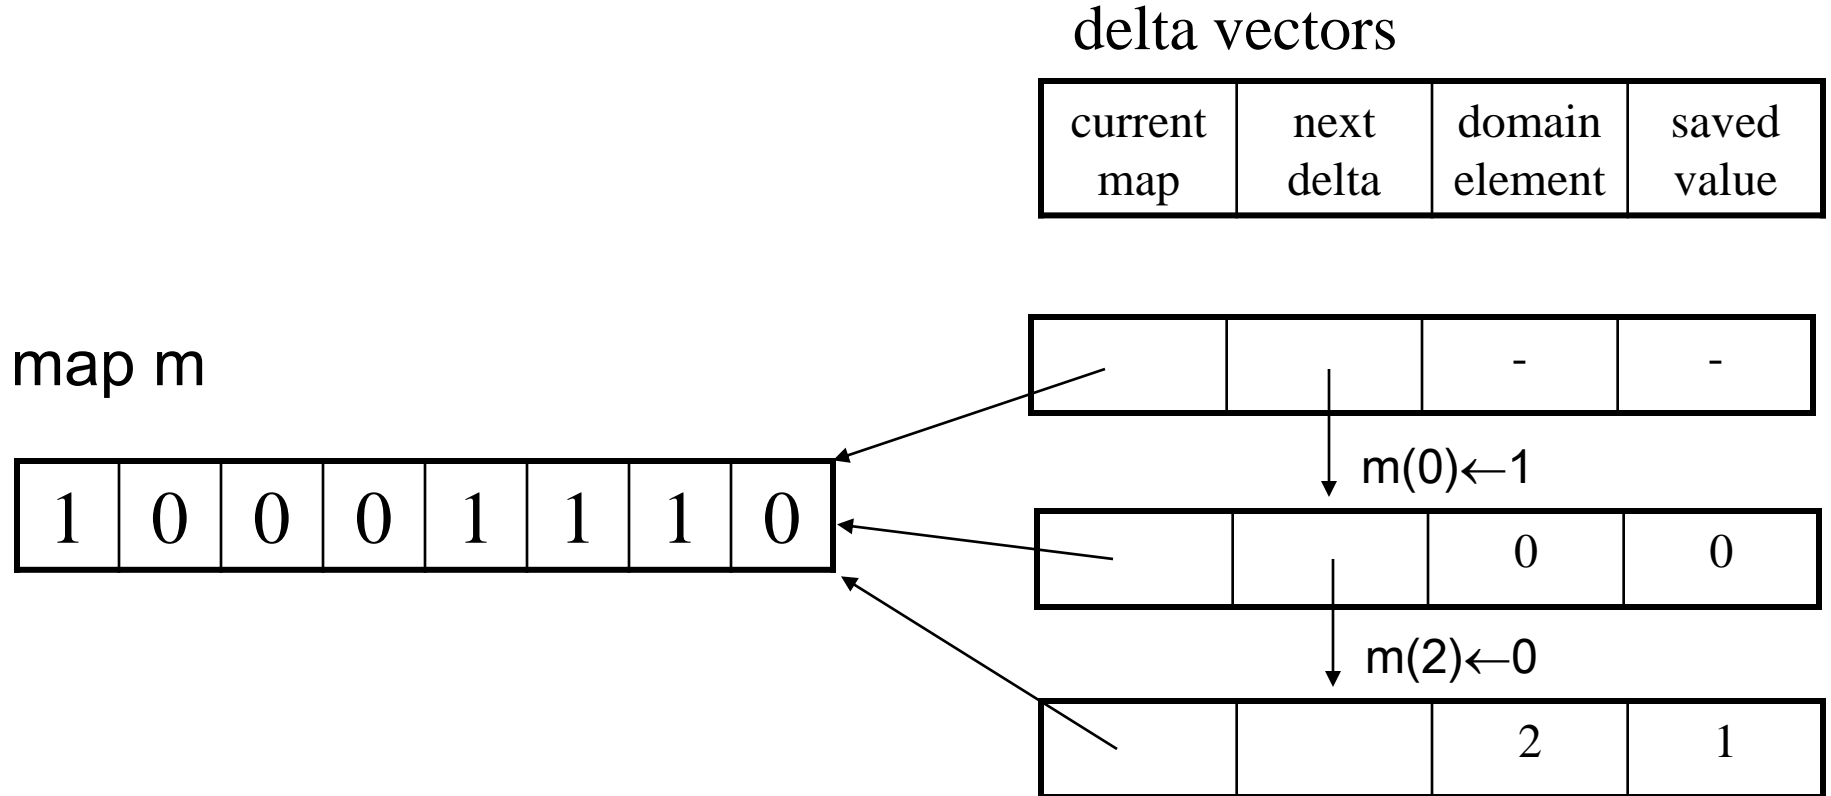 delta vectors
current next domain saved
map delta element value
map m
- -
m(0)←1
1 0 0 0 1 1 1 0
0 0
m(2)←0
2 1